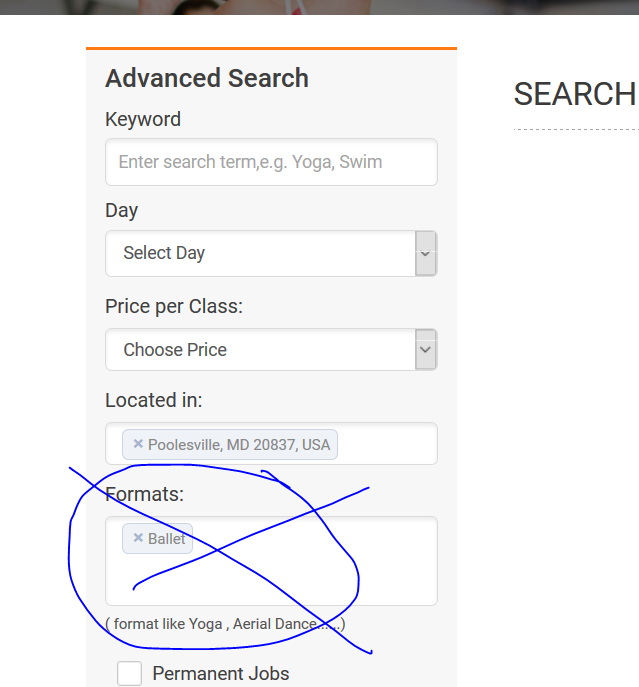 Advanced Search
SEARCH
Keyword
Enter search term,e.g. Yoga, Swim
Day
Select Day
Price per Class:
Choose Price
Located in:
× Poolesville, MD 20837, USA
Formats:
× Ballet
( format like Yoga , Aerial Dance......)
Permanent Jobs